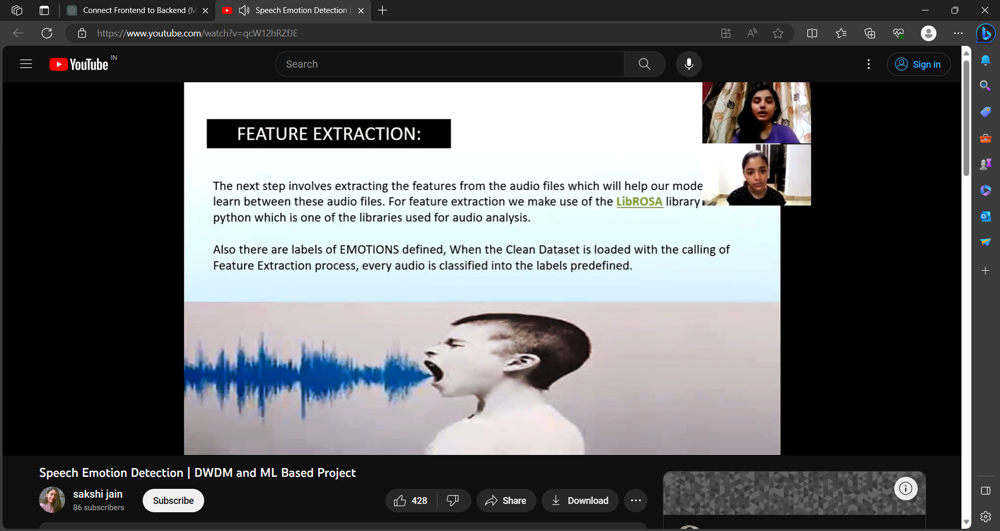 Connect Frontend to Backend (M
Speech Emotion Detection |
https://www.youtube.com/watch?v=qcW12hRZfJE
YouTube IN
Search
Sign in
FEATURE EXTRACTION:
The next step involves extracting the features from the audio files which will help our mode
learn between these audio files. For feature extraction we make use of the LibROSA library
python which is one of the libraries used for audio analysis.
Also there are labels of EMOTIONS defined, When the Clean Dataset is loaded with the calling of
Feature Extraction process, every audio is classified into the labels predefined.
Speech Emotion Detection | DWDM and ML Based Project
sakshi jain
86 subscribers
Subscribe
428
Share
Download